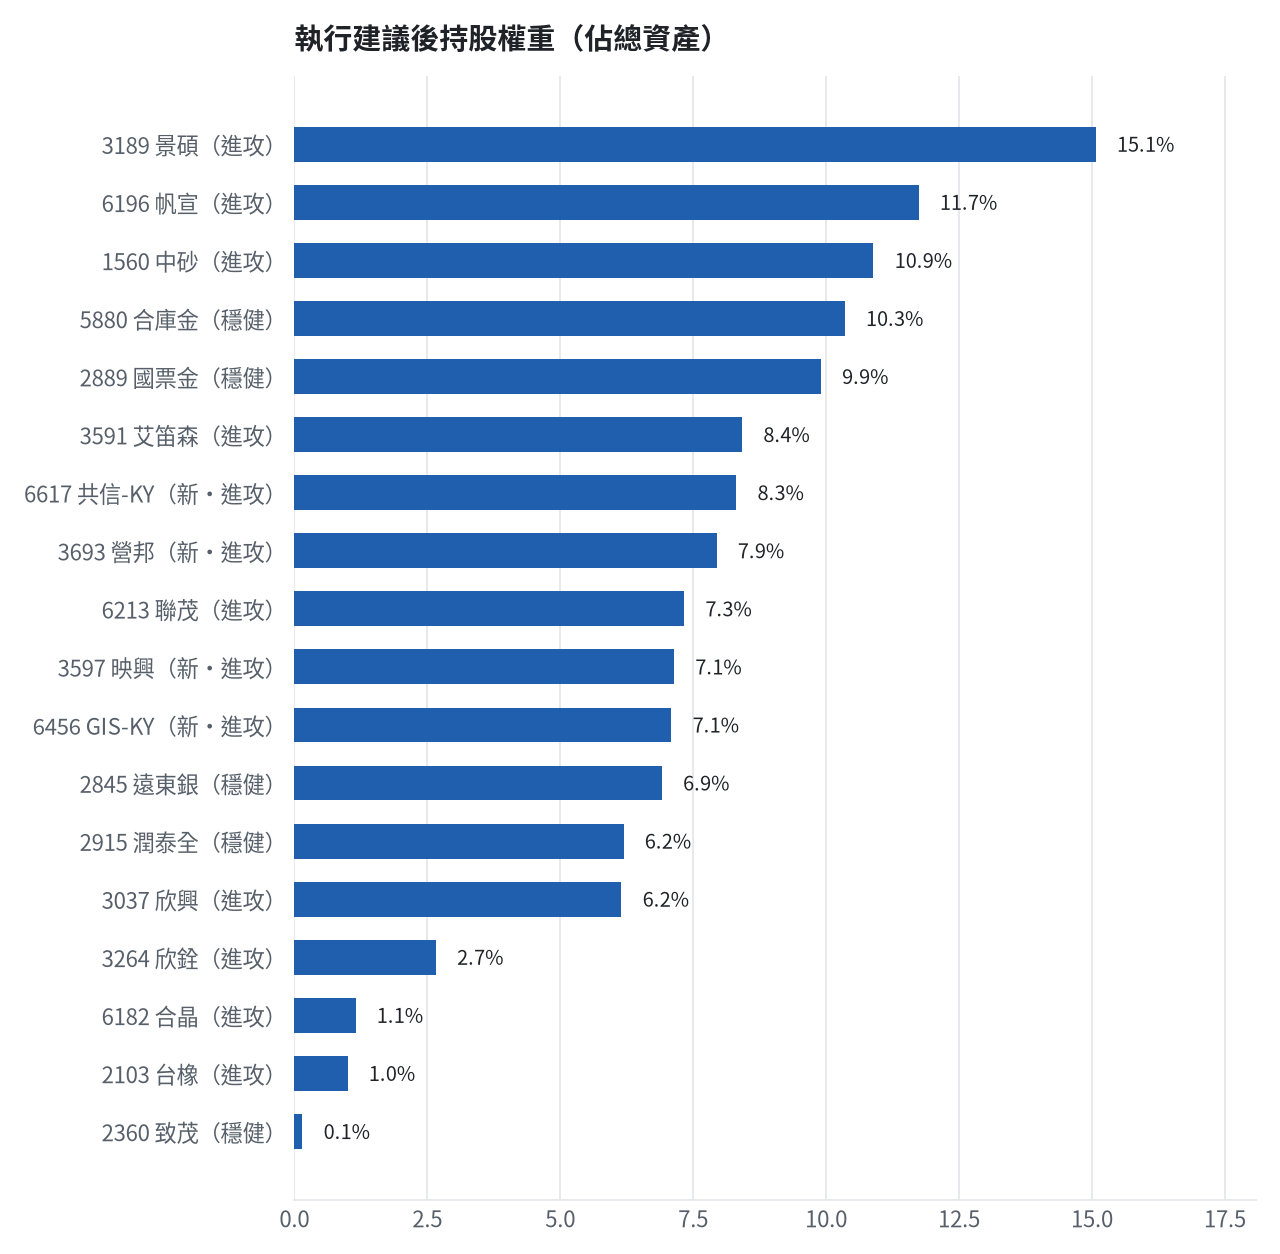 執行建議後持股權重（佔總資產）
3189 景碩（進攻） 15.1%
6196 帆宣（進攻） 11.7%
1560 中砂（進攻） 10.9%
5880 合庫金（穩健） 10.3%
2889 國票金（穩健） 9.9%
3591 艾笛森（進攻） 8.4%
6617 共信-KY（新・進攻） 8.3%
3693 營邦（新・進攻） 7.9%
6213 聯茂（進攻） 7.3%
3597 映興（新・進攻） 7.1%
6456 GIS-KY（新・進攻） 7.1%
2845 遠東銀（穩健） 6.9%
2915 潤泰全（穩健） 6.2%
3037 欣興（進攻） 6.2%
3264 欣銓（進攻） 2.7%
6182 合晶（進攻） 1.1%
2103 台橡（進攻） 1.0%
2360 致茂（穩健） 0.1%
0.0 2.5 5.0 7.5 10.0 12.5 15.0 17.5